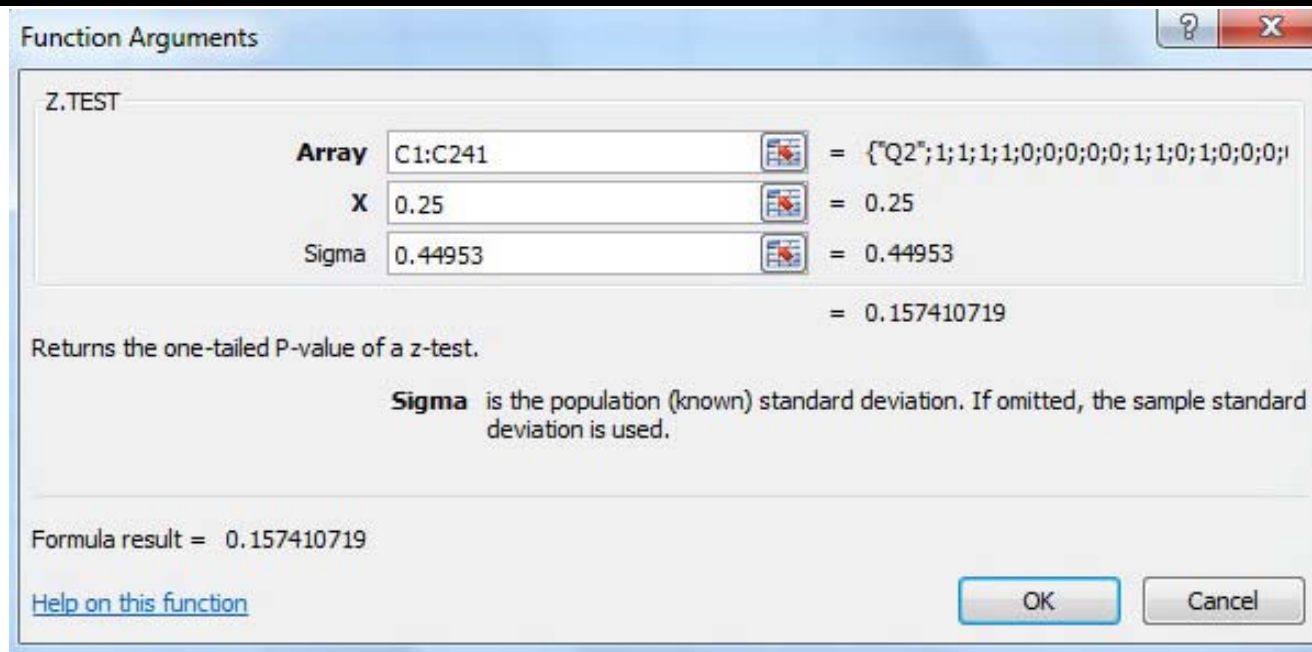 Function Arguments
Z.TEST
Array C1:C241 = {"Q2";1;1;1;1;0;0;0;0;0;1;1;0;1;0;0;0;
X 0.25 = 0.25
Sigma 0.44953 = 0.44953
= 0.157410719
Returns the one-tailed P-value of a z-test.
Sigma is the population (known) standard deviation. If omitted, the sample standard
deviation is used.
Formula result = 0.157410719
Help on this function
OK Cancel